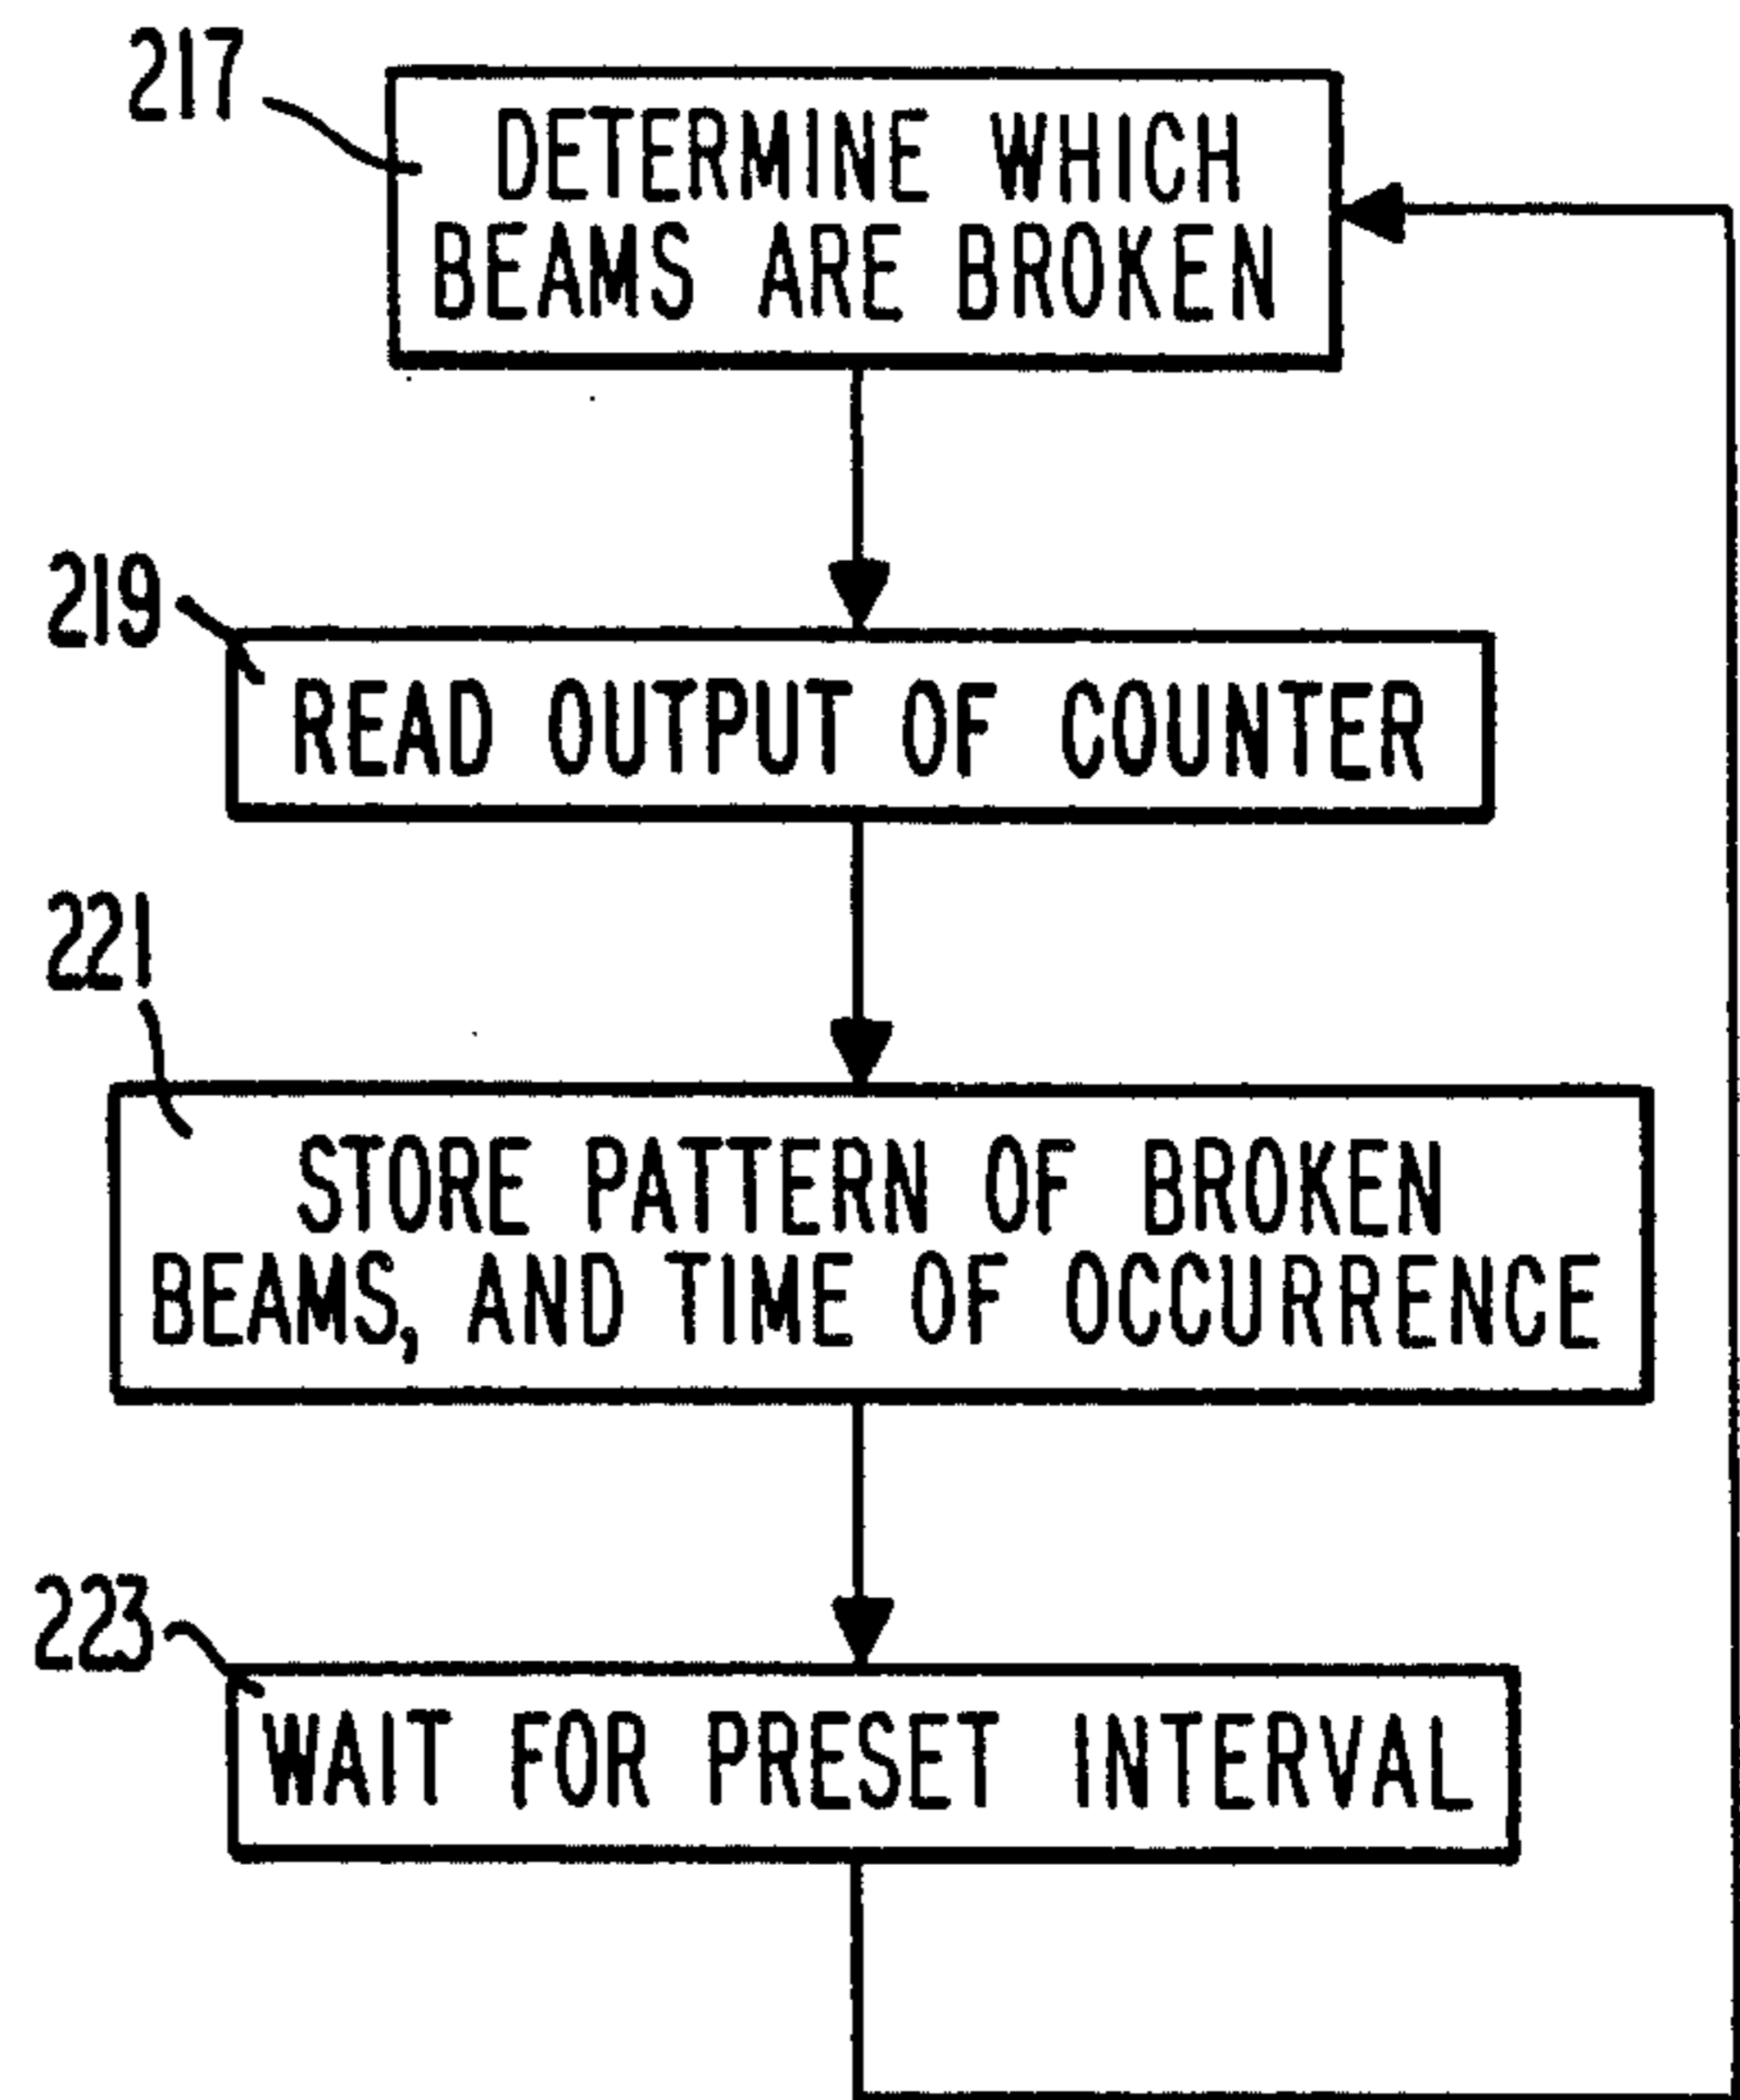 217
DETERMINE WHICH
BEAMS ARE BROKEN
219
READ OUTPUT OF COUNTER
221
STORE PATTERN OF BROKEN
BEAMS, AND TIME OF OCCURRENCE
223
WAIT FOR PRESET INTERVAL